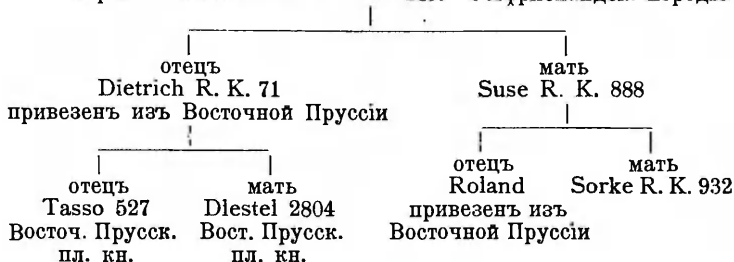 отецъ мать
Dietrich R. K. 71 Suse R. K. 888
привезенъ изъ Восточной Пруссіи
отецъ мать отецъ мать
Tasso 527 Diestel 2804 Roland Sorke R. K. 932
Восточ. Прусск. Вост. Прусск. привезенъ изъ
пл. кн. пл. кн. Восточной Пруссіи